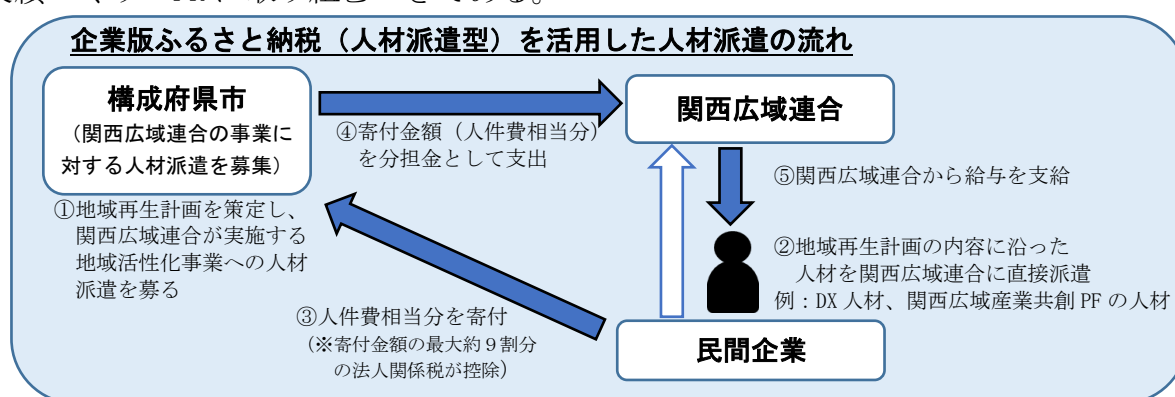 企業版ふるさと納税（人材派遣型）を活用した人材派遣の流れ
構成府県市
（関西広域連合の事業に
対する人材派遣を募集）
関西広域連合
④寄付金額（人件費相当分）
を分担金として支出
⑤関西広域連合から給与を支給
①地域再生計画を策定し、
関西広域連合が実施する
地域活性化事業への人材
派遣を募る
②地域再生計画の内容に沿った
人材を関西広域連合に直接派遣
例：DX 人材、関西広域産業共創 PF の人材
③人件費相当分を寄付
（※寄付金額の最大約９割分
の法人関係税が控除）
民間企業